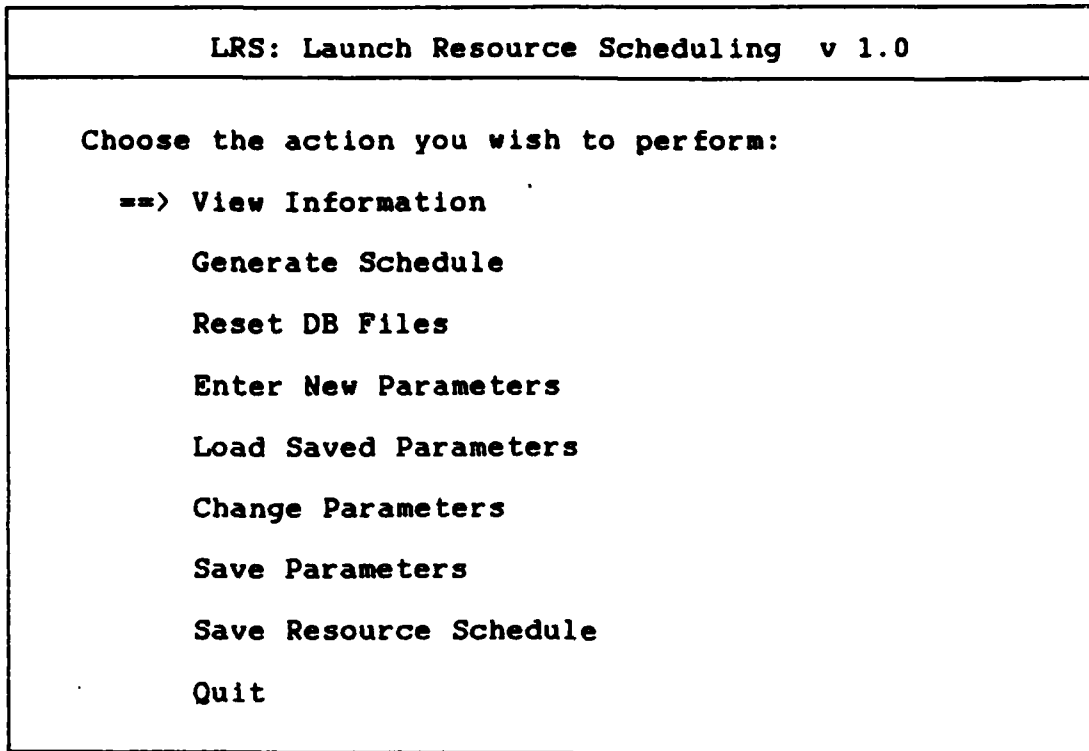 LRS: Launch Resource Scheduling v 1.0
Choose the action you wish to perform:
==> View Information
Generate Schedule
Reset DB Files
Enter New Parameters
Load Saved Parameters
Change Parameters
Save Parameters
Save Resource Schedule
Quit